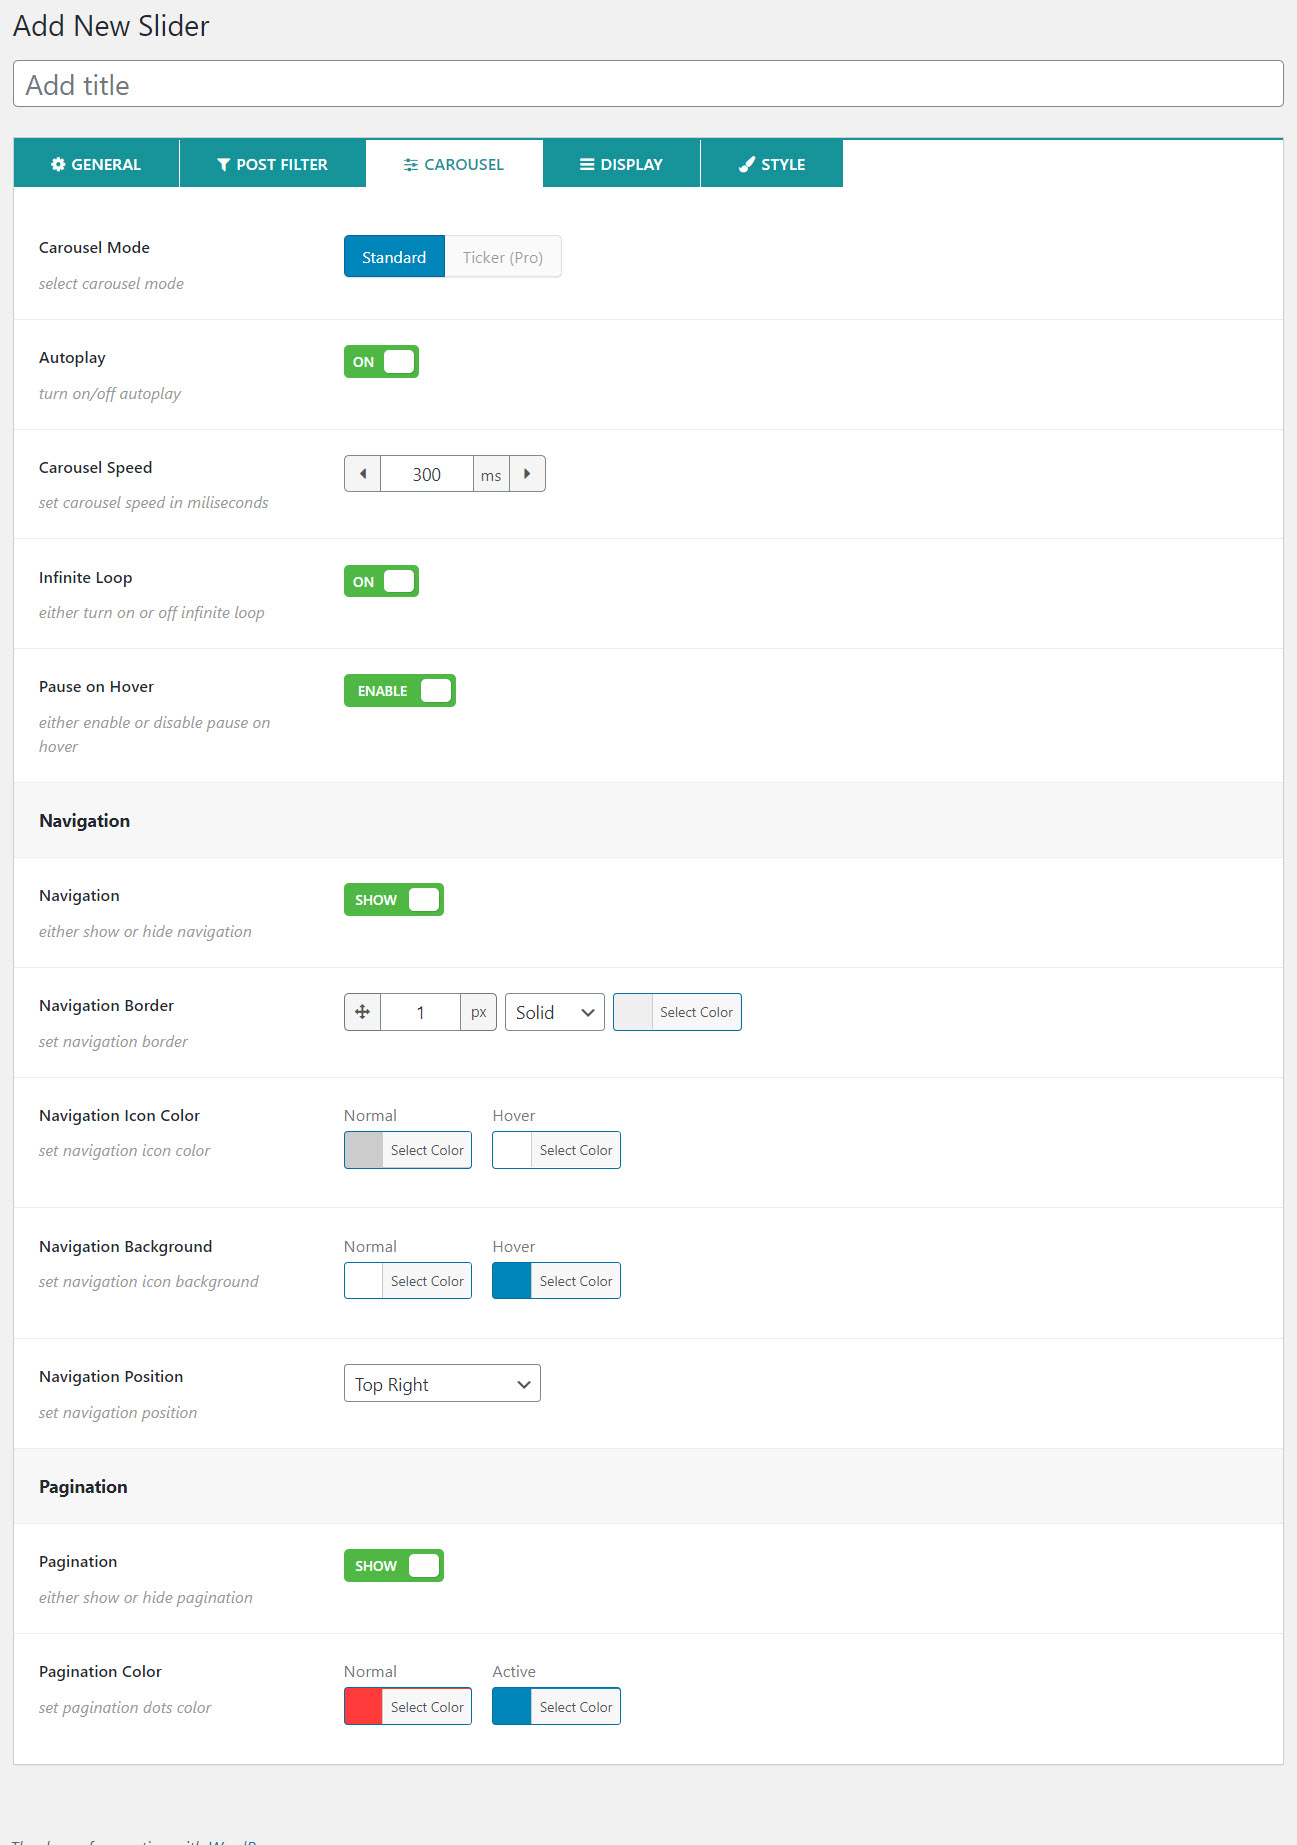 Add New Slider
Add title
GENERAL POST FILTER CAROUSEL DISPLAY STYLE
Carousel Mode
select carousel mode
Standard Ticker (Pro)
Autoplay
turn on/off autoplay
ON
Carousel Speed
set carousel speed in miliseconds
300 ms
Infinite Loop
either turn on or off infinite loop
ON
Pause on Hover
either enable or disable pause on
hover
ENABLE
Navigation
Navigation
either show or hide navigation
SHOW
Navigation Border
set navigation border
1 px Solid Select Color
Navigation Icon Color
set navigation icon color
Normal Hover
Select Color Select Color
Navigation Background
set navigation icon background
Normal Hover
Select Color Select Color
Navigation Position
set navigation position
Top Right
Pagination
Pagination
either show or hide pagination
SHOW
Pagination Color
set pagination dots color
Normal Active
Select Color Select Color